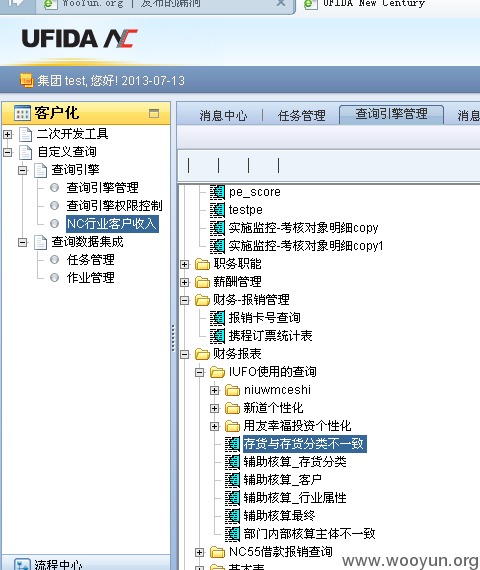 WooYun.org | 发布的漏洞
UFIDA New Century
UFIDA NC
集团 test, 您好! 2013-07-13
客户化
二次开发工具
自定义查询
查询引擎
查询引擎管理
查询引擎权限控制
NC行业客户收入
查询数据集成
任务管理
作业管理
流程中心
消息中心
任务管理
查询引擎管理
消息
pe_score
testpe
实施监控-考核对象明细copy
实施监控-考核对象明细copy1
职务职能
薪酬管理
财务-报销管理
报销卡号查询
携程订票统计表
财务报表
IUFO使用的查询
niuwmceshi
新道个性化
用友幸福投资个性化
存货与存货分类不一致
辅助核算_存货分类
辅助核算_客户
辅助核算_行业属性
辅助核算最终
部门内部核算主体不一致
NC55借款报销查询
基本表
www.wooyun.org